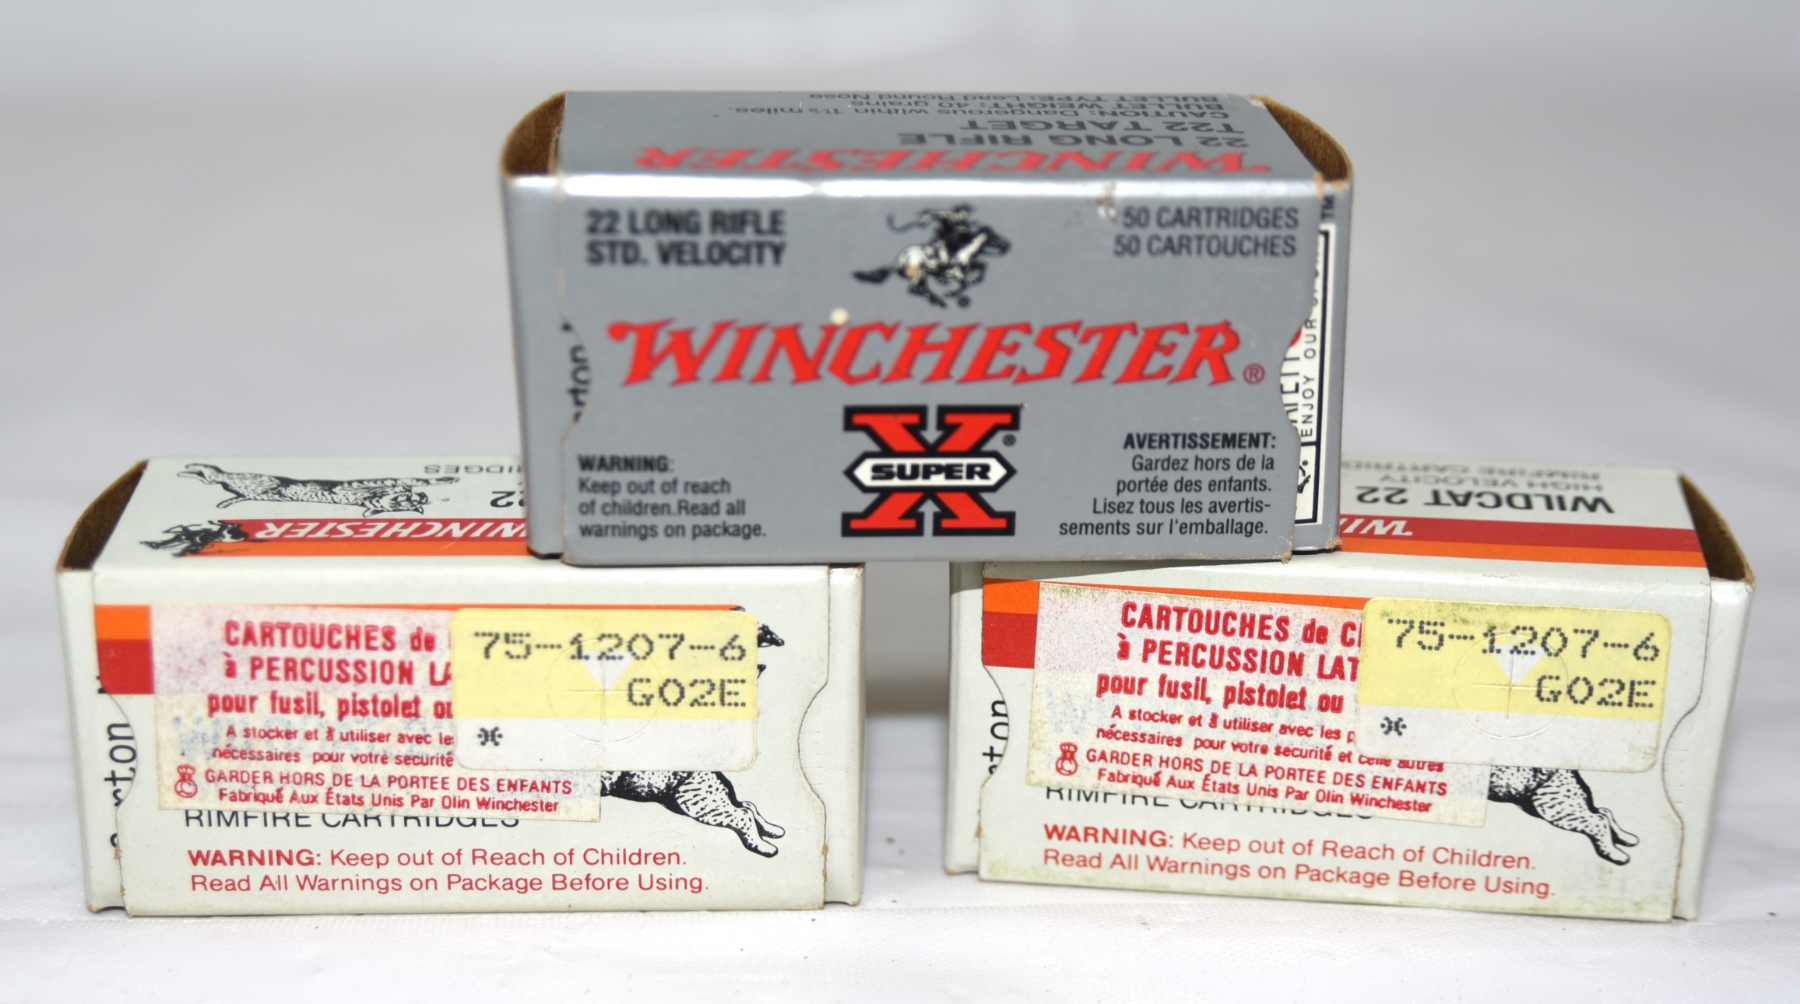 BULLET TYPE: Lead Round Nose
BULLET WEIGHT: 40 grains
CAUTION: Dangerous within 1½ miles.
T22 TARGET
22 LONG RIFLE
WINCHESTER
22 LONG RIFLE
STD. VELOCITY
50 CARTRIDGES
50 CARTOUCHES
WINCHESTER®
X
SUPER
®
WARNING:
Keep out of reach
of children.Read all
warnings on package.
AVERTISSEMENT:
Gardez hors de la
portée des enfants.
Lisez tous les avertis-
sements sur l'emballage.
TM
ENJOY OUR
22
WINCHESTER
CARTOUCHES de
à PERCUSSION LA
pour fusil, pistolet ou
A stocker et à utiliser avec les
nécessaires pour votre sécurité
GARDER HORS DE LA PORTEE DES ENFANTS
Fabriqué Aux États Unis Par Olin Winchester
75-1207-6
G02E
*
RIMFIRE CARTRIDGES
WARNING: Keep out of Reach of Children.
Read All Warnings on Package Before Using.
RIMFIRE
HIGH VELOCITY
WILDCAT 22
WIN
CARTOUCHES de C
à PERCUSSION LAT
pour fusil, pistolet ou
A stocker et à utiliser avec les p
nécessaires pour votre sécurité et celle autres
GARDER HORS DE LA PORTEE DES ENFANTS
Fabriqué Aux États Unis Par Olin Winchester
75-1207-6
G02E
*
RIMFIRE CARTRIDGES
WARNING: Keep out of Reach of Children.
Read All Warnings on Package Before Using.